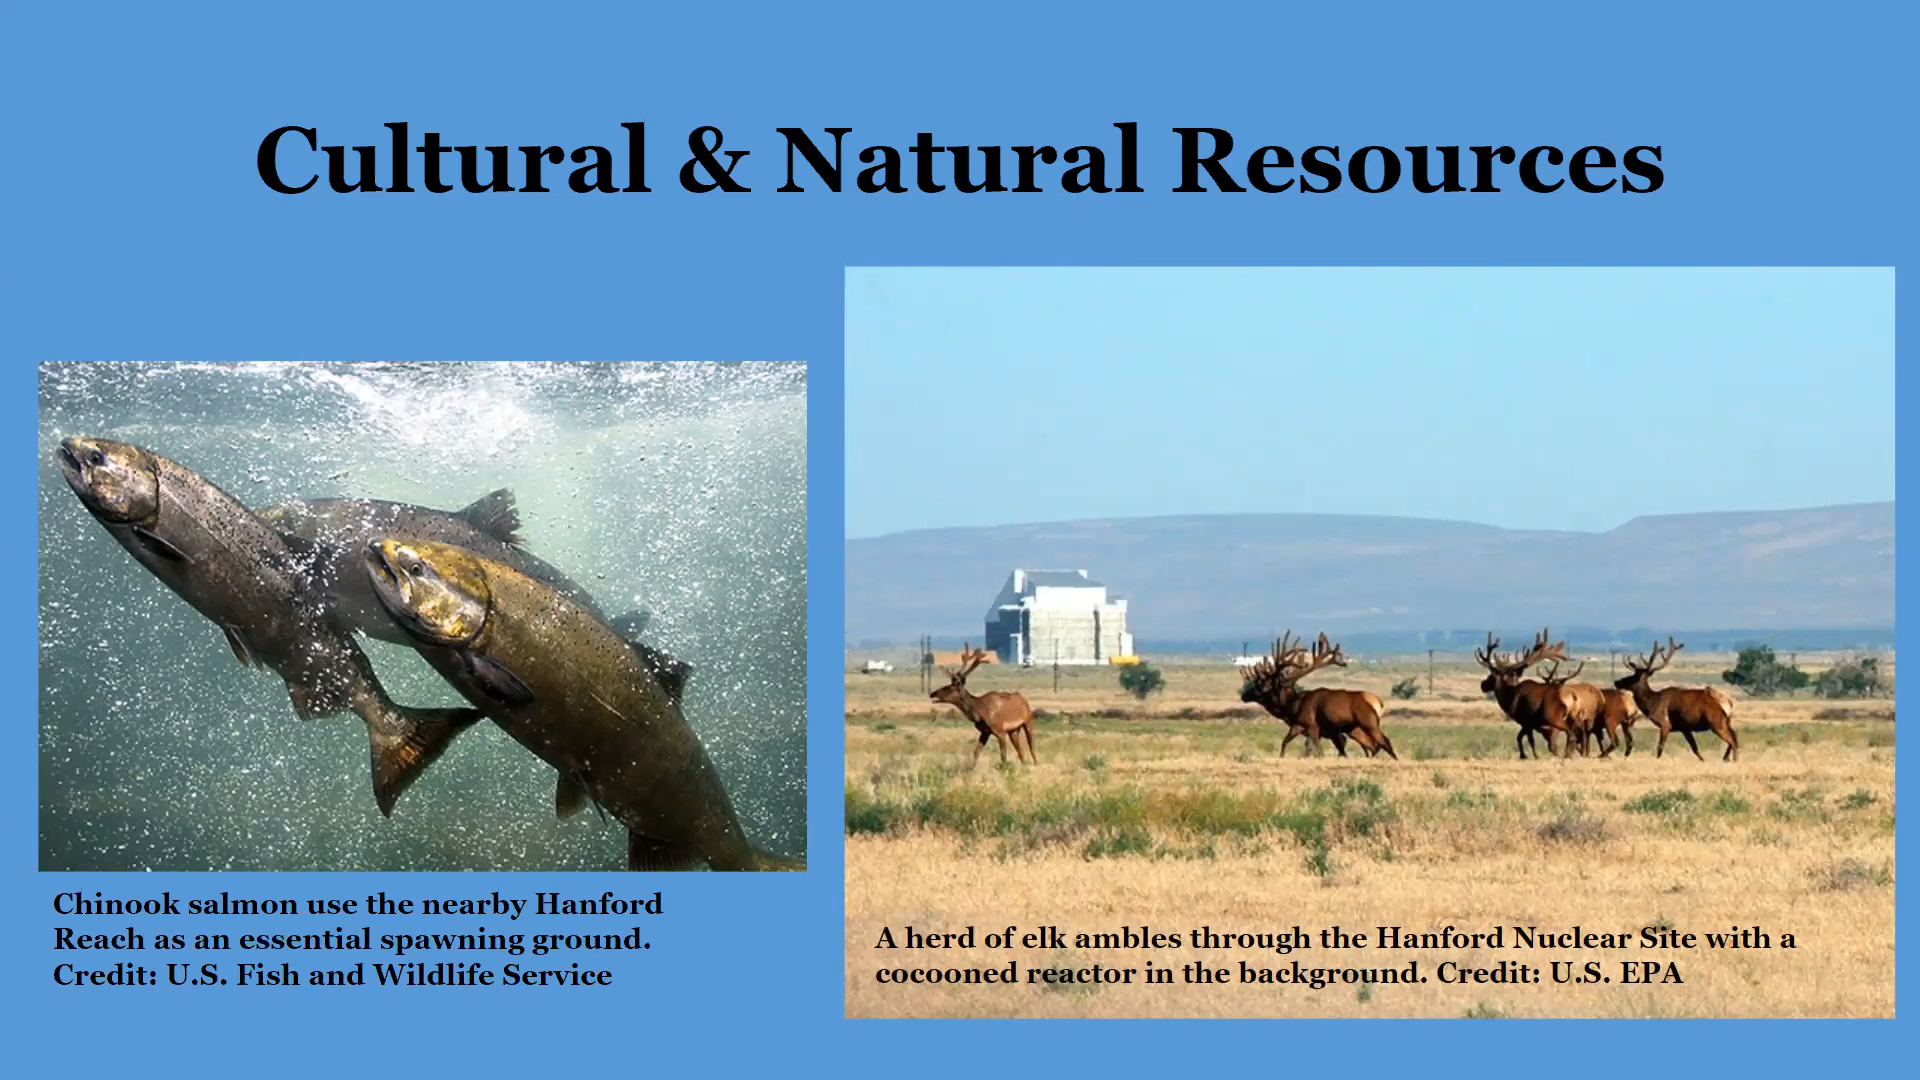 Cultural & Natural Resources
Chinook salmon use the nearby Hanford
Reach as an essential spawning ground.
Credit: U.S. Fish and Wildlife Service
A herd of elk ambles through the Hanford Nuclear Site with a
cocooned reactor in the background. Credit: U.S. EPA